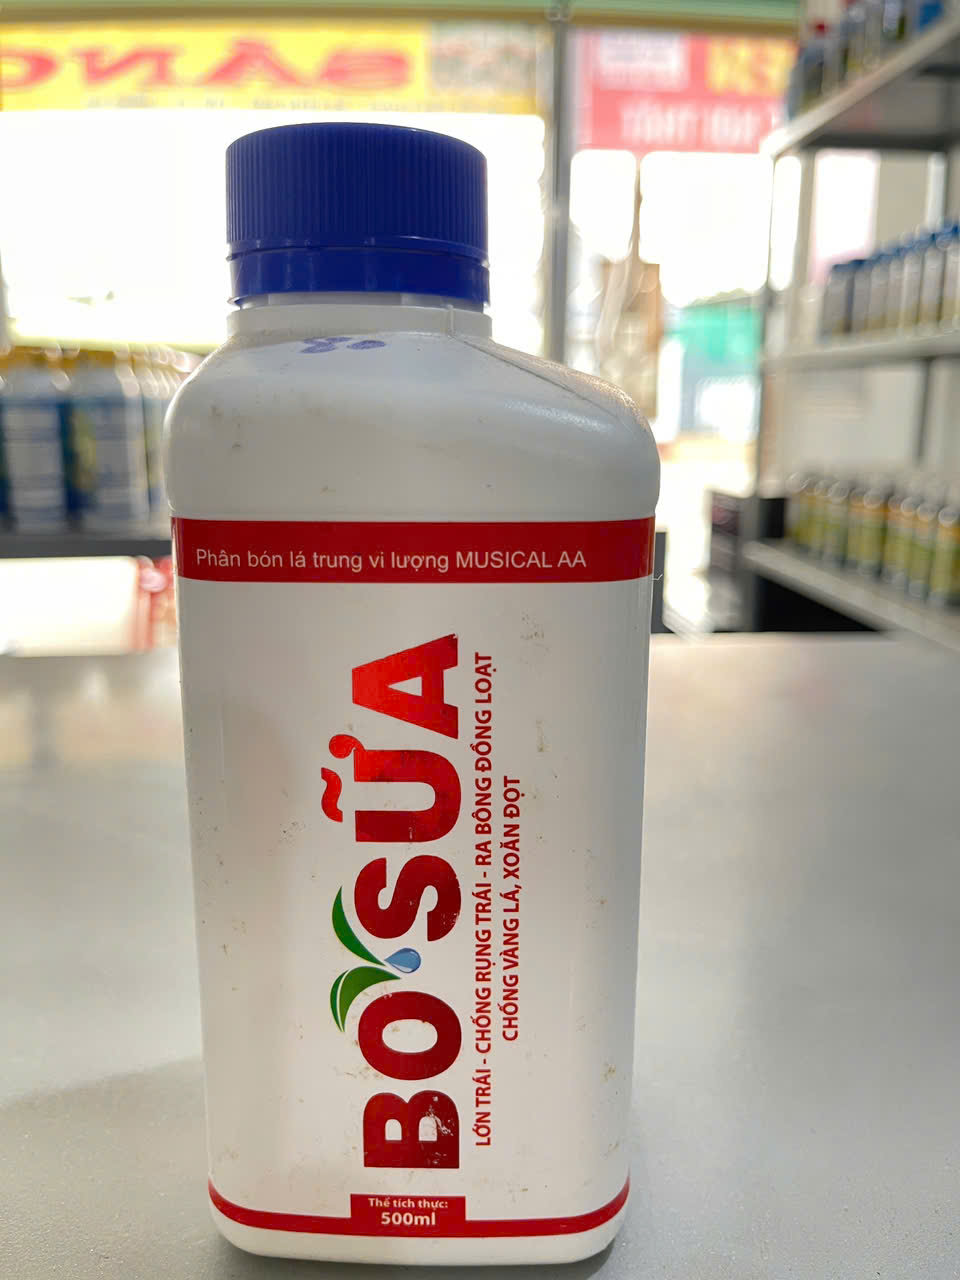 Phân bón lá trung vi lượng MUSICAL AA
BO SỮA
LỚN TRÁI - CHỐNG RỤNG TRÁI - RA BÔNG ĐỒNG LOẠT
CHỐNG VÀNG LÁ, XOĂN ĐỌT
Thể tích thực:
500ml